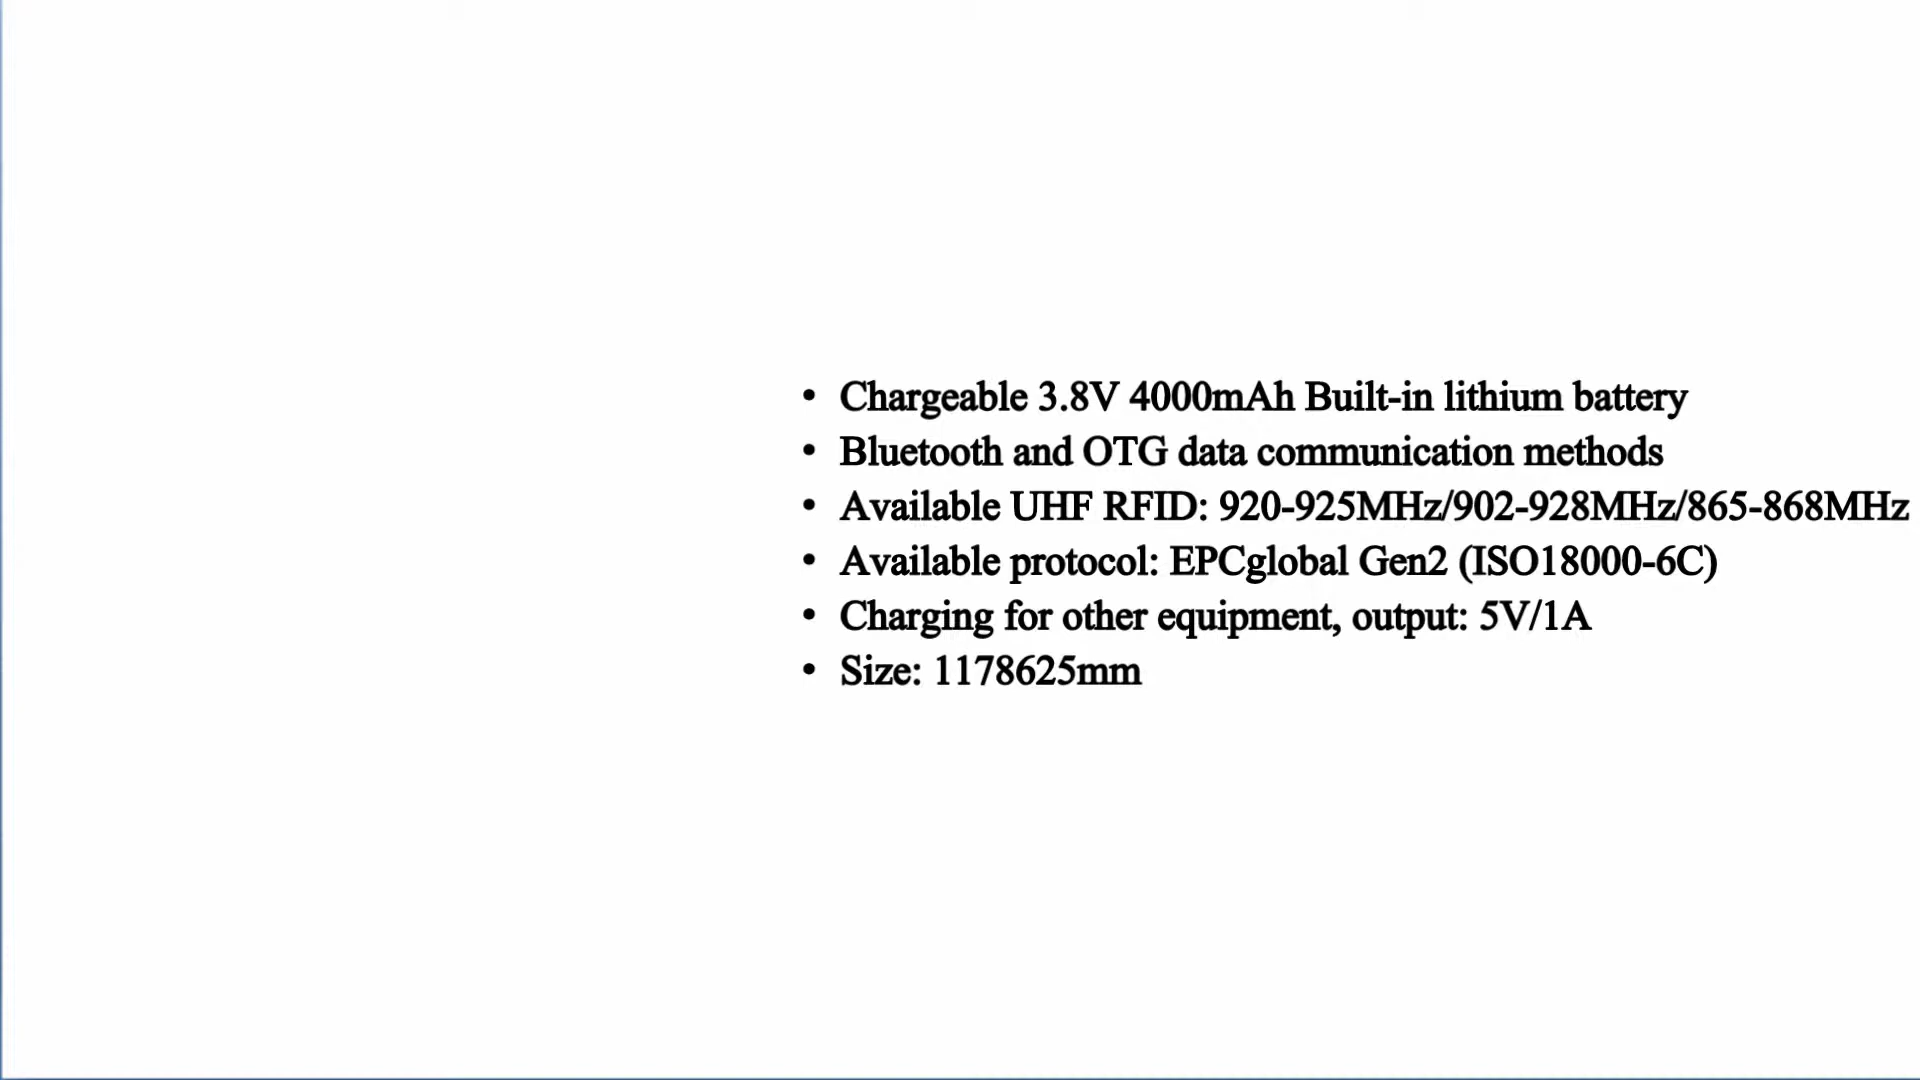 • Chargeable 3.8V 4000mAh Built-in lithium battery
• Bluetooth and OTG data communication methods
• Available UHF RFID: 920-925MHz/902-928MHz/865-868MHz
• Available protocol: EPCglobal Gen2 (ISO18000-6C)
• Charging for other equipment, output: 5V/1A
• Size: 1178625mm